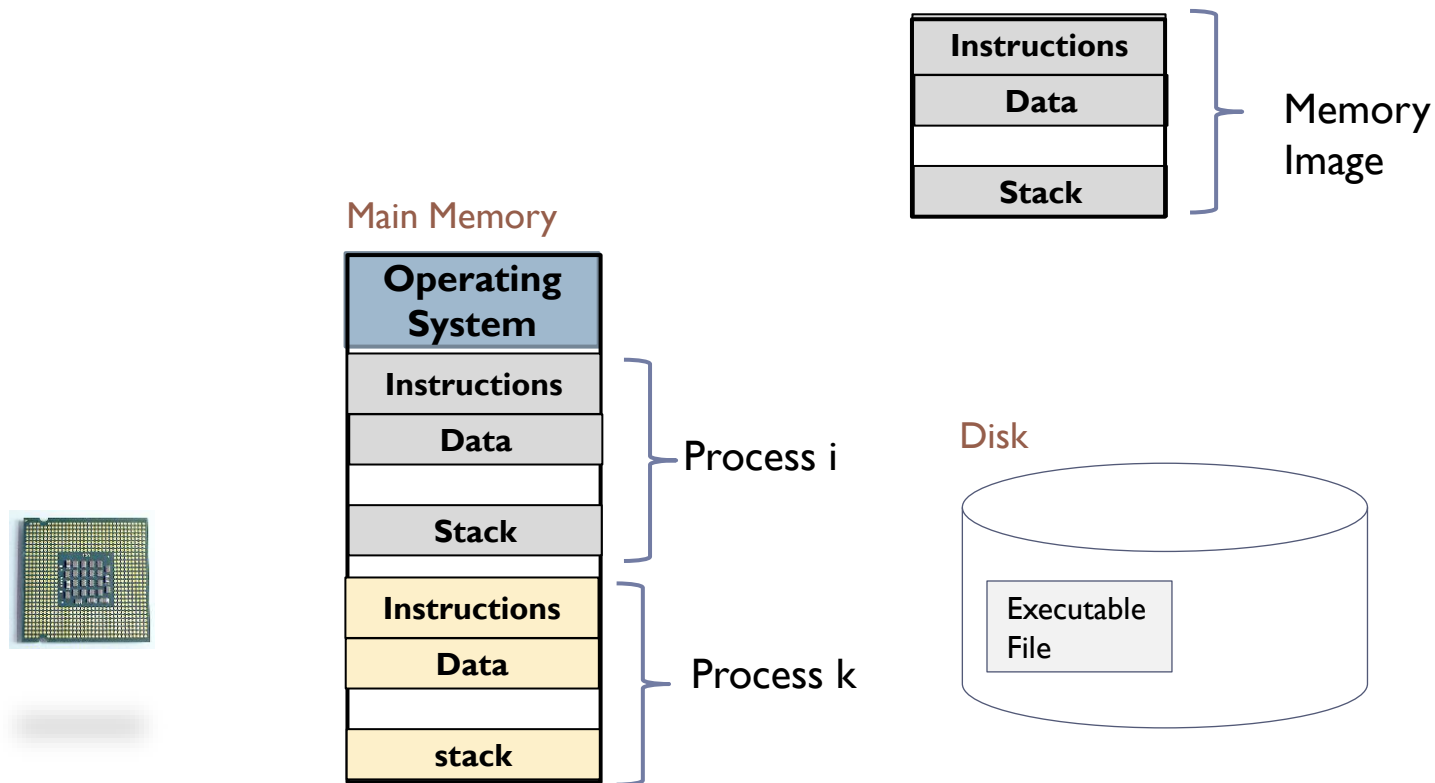 Instructions
Data
Stack
Memory
Image
Main Memory
Operating
System
Instructions
Data
Stack
Process i
Instructions
Data
stack
Process k
Disk
Executable
File